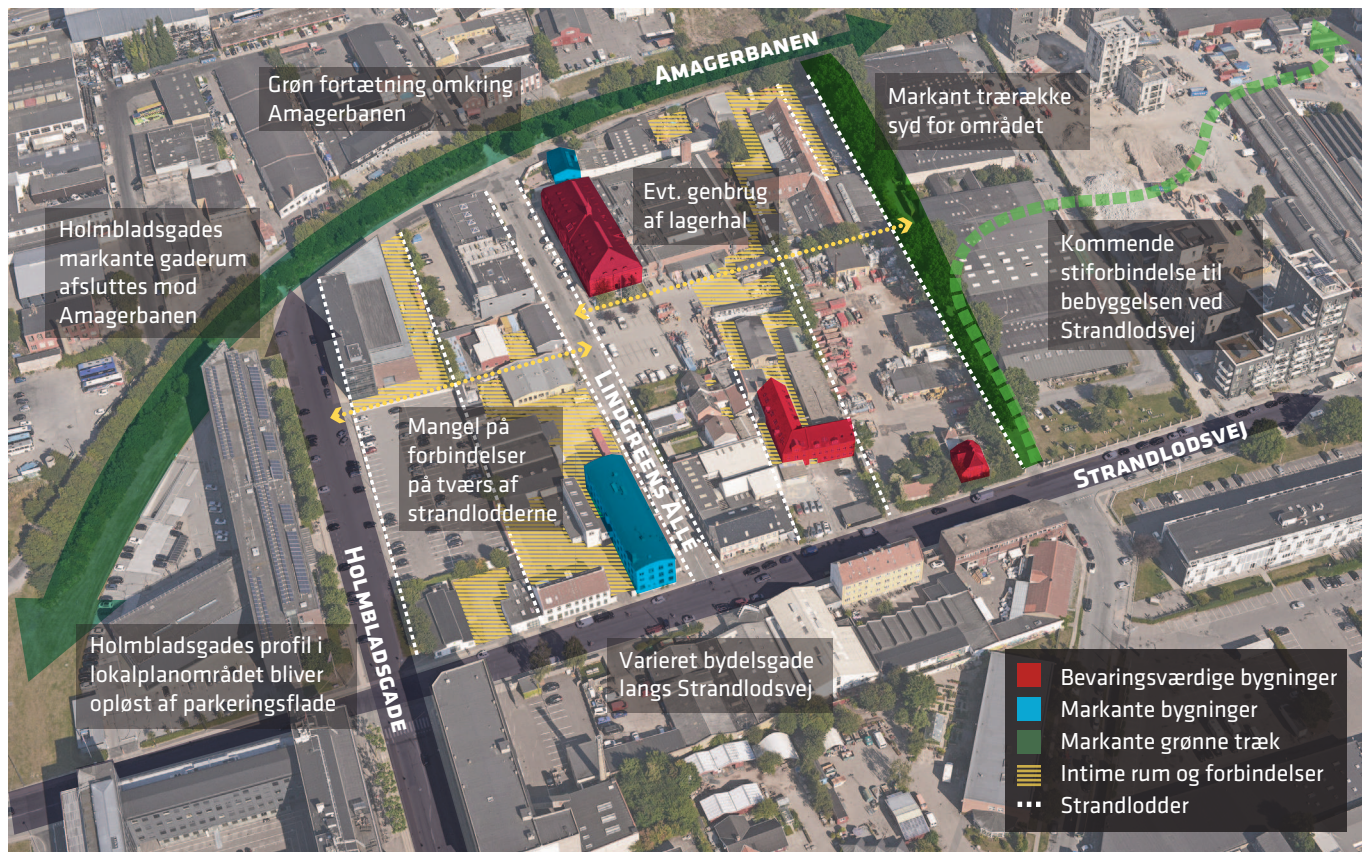 AMAGERBANEN
Grøn fortætning omkring
Amagerbanen
Markant trærække
syd for området
Evt. genbrug
af lagerhal
Holmbladsgades
markante gaderum
afsluttes mod
Amagerbanen
Kommende
stiforbindelse til
bebyggelsen ved
Strandlodsvej
Mangel på
forbindelser
på tværs af
strandlodderne
LINDGREENS ALLE
STRANDLODSVEJ
HOLMBLADSGADE
Holmbladsgades profil i
lokalplanområdet bliver
opløst af parkeringsflade
Varieret bydelsgade
langs Strandlodsvej
Bevaringsværdige bygninger
Markante bygninger
Markante grønne træk
Intime rum og forbindelser
Strandlodder